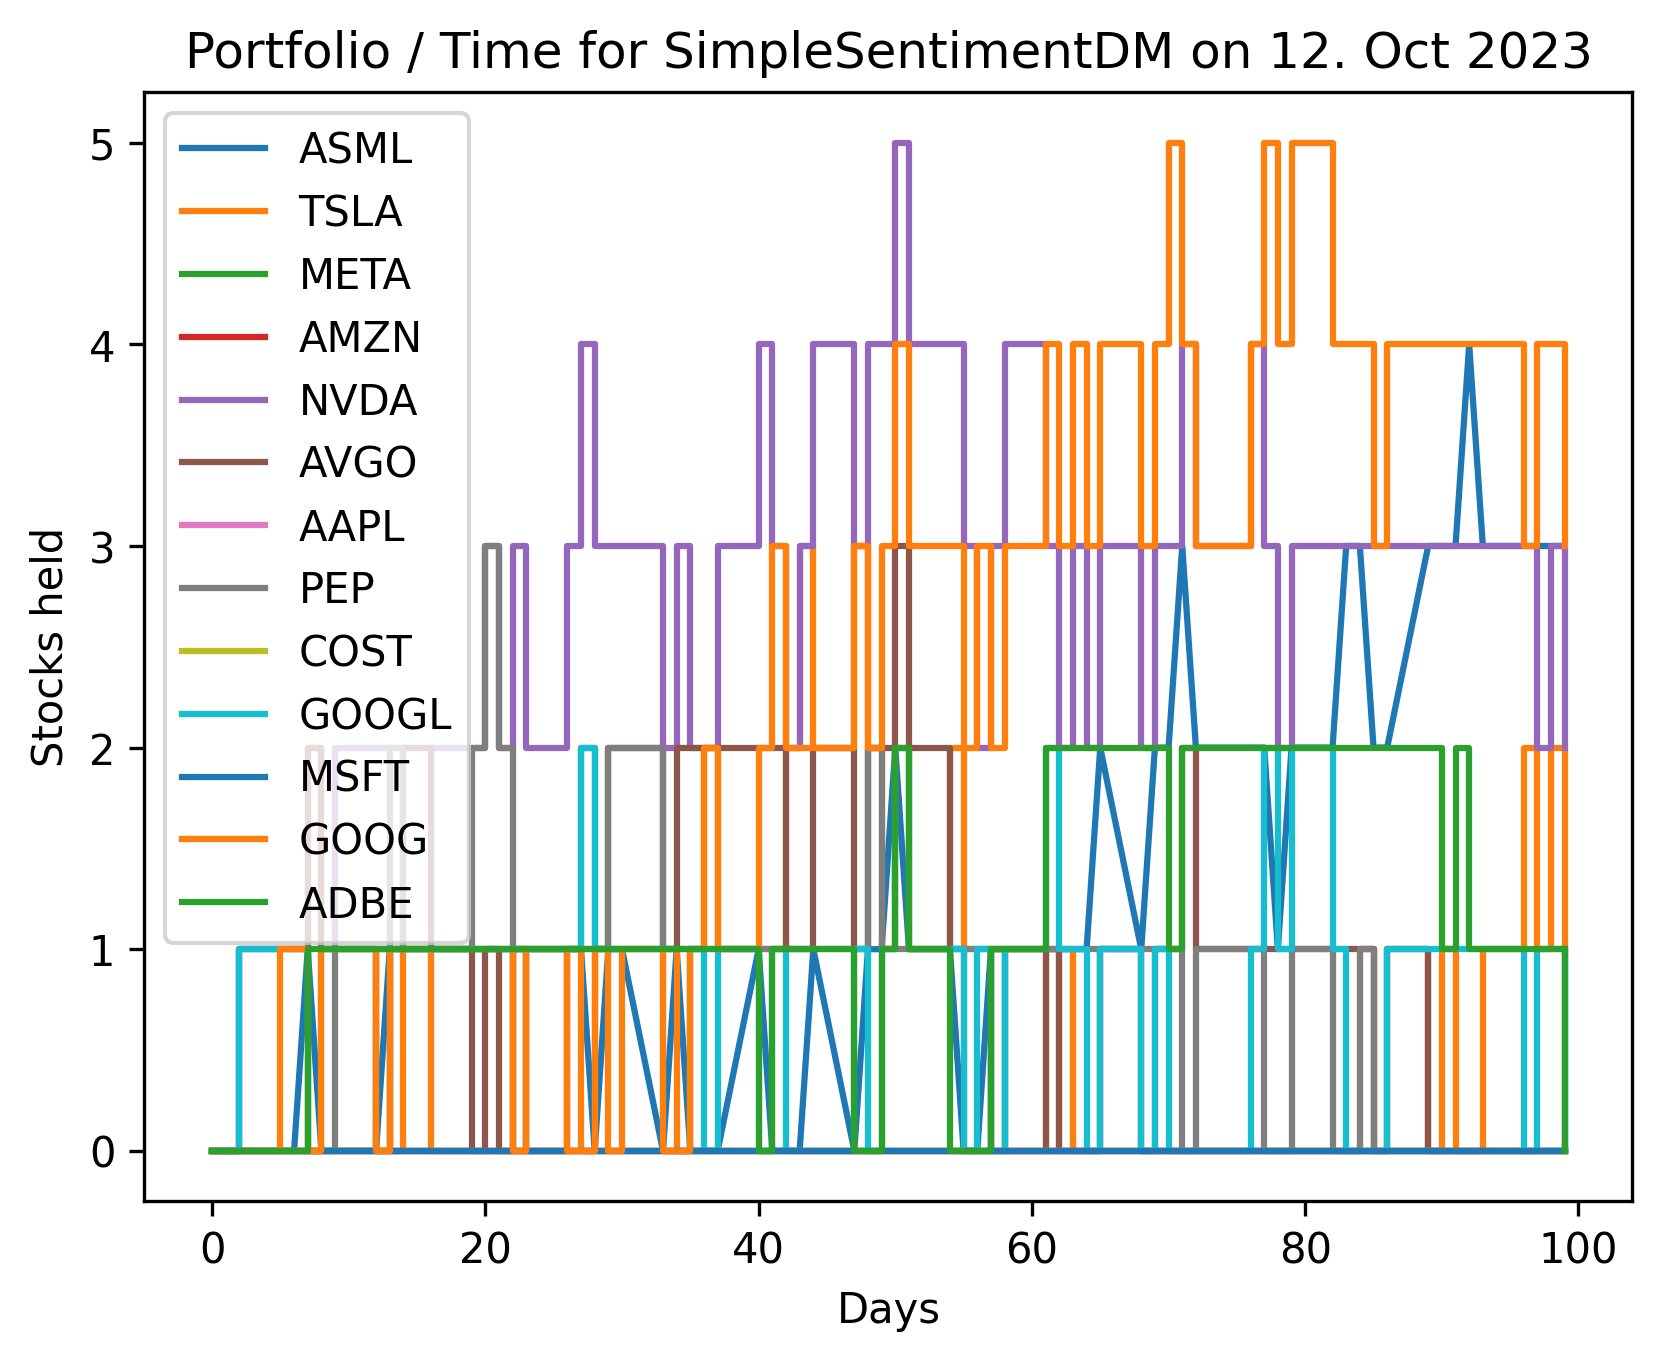 Portfolio / Time for SimpleSentimentDM on 12. Oct 2023
ASML
TSLA
META
AMZN
NVDA
AVGO
AAPL
PEP
COST
GOOGL
MSFT
GOOG
ADBE
Stocks held
5
4
3
2
1
0
0 20 40 60 80 100
Days